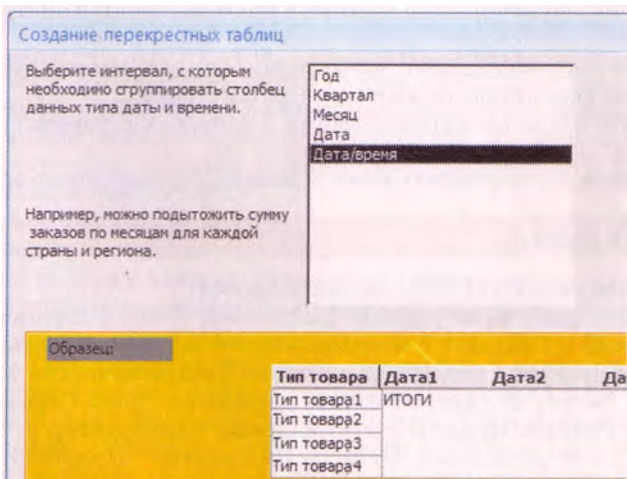 Создание перекрестных таблиц
Выберите интервал, с которым
необходимо сгруппировать столбец
данных типа даты и времени.
Год
Квартал
Месяц
Дата
Дата/время
Например, можно подытожить сумму
заказов по месяцам для каждой
страны и региона.
Образец:
Тип товара Дата1 Дата2 Да
Тип товара1 ИТОГИ
Тип товара2
Тип товара3
Тип товара4